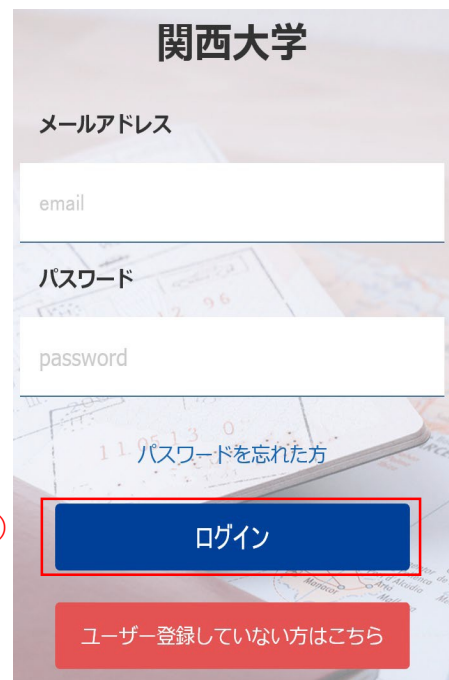 関西大学
メールアドレス
email
パスワード
password
パスワードを忘れた方
ログイン
ユーザー登録していない方はこちら